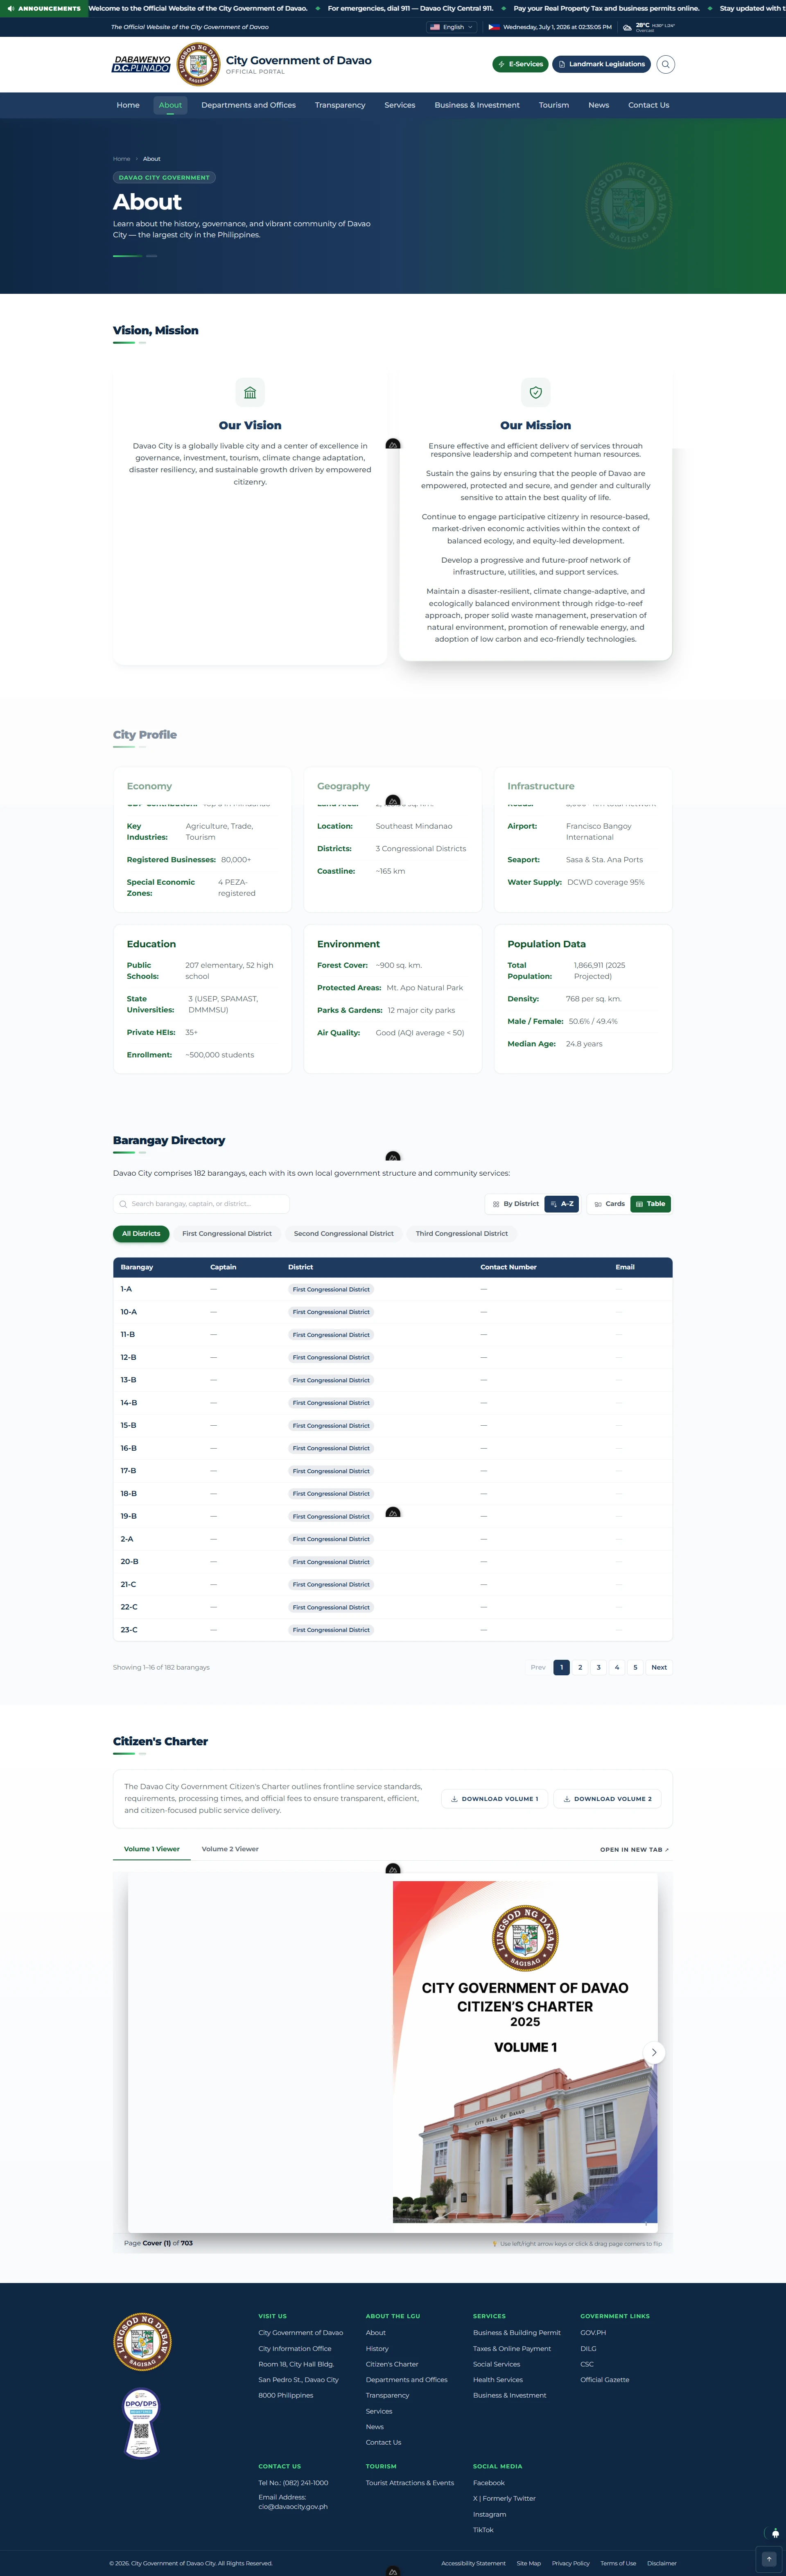 ANNOUNCEMENTS
Welcome to the Official Website of the City Government of Davao.
For emergencies, dial 911 — Davao City Central 911.
Pay your Real Property Tax and business permits online.
Stay updated with t
The Official Website of the City Government of Davao
English
Wednesday, July 1, 2026 at 02:35:05 PM
28°C
Overcast
DABAWENYO
D.C.PLINADO
City Government of Davao
OFFICIAL PORTAL
E-Services
Landmark Legislations
Home
About
Departments and Offices
Transparency
Services
Business & Investment
Tourism
News
Contact Us
Home › About
DAVAO CITY GOVERNMENT
About
Learn about the history, governance, and vibrant community of Davao
City — the largest city in the Philippines.
LUNGSOD NG DABAW
SAGISAG
Vision, Mission
Our Vision
Davao City is a globally livable city and a center of excellence in
governance, investment, tourism, climate change adaptation,
disaster resiliency, and sustainable growth driven by empowered
citizenry.
Our Mission
Ensure effective and efficient delivery of services through
responsive leadership and competent human resources.
Sustain the gains by ensuring that the people of Davao are
empowered, protected and secure, and gender and culturally
sensitive to attain the best quality of life.
Continue to engage participative citizenry in resource-based,
market-driven economic activities within the context of
balanced ecology, and equity-led development.
Develop a progressive and future-proof network of
infrastructure, utilities, and support services.
Maintain a disaster-resilient, climate change-adaptive, and
ecologically balanced environment through ridge-to-reef
approach, proper solid waste management, preservation of
natural environment, promotion of renewable energy, and
adoption of low carbon and eco-friendly technologies.
City Profile
Economy
Key Industries: Agriculture, Trade, Tourism
Registered Businesses: 80,000+
Special Economic Zones: 4 PEZA-registered
Geography
Location: Southeast Mindanao
Districts: 3 Congressional Districts
Coastline: ~165 km
Infrastructure
Airport: Francisco Bangoy International
Seaport: Sasa & Sta. Ana Ports
Water Supply: DCWD coverage 95%
Education
Public Schools: 207 elementary, 52 high school
State Universities: 3 (USEP, SPAMAST, DMMMSU)
Private HEIs: 35+
Enrollment: ~500,000 students
Environment
Forest Cover: ~900 sq. km.
Protected Areas: Mt. Apo Natural Park
Parks & Gardens: 12 major city parks
Air Quality: Good (AQI average < 50)
Population Data
Total Population: 1,866,911 (2025 Projected)
Density: 768 per sq. km.
Male / Female: 50.6% / 49.4%
Median Age: 24.8 years
Barangay Directory
Davao City comprises 182 barangays, each with its own local government structure and community services:
Search barangay, captain, or district...
By District
A–Z
Cards
Table
All Districts
First Congressional District
Second Congressional District
Third Congressional District
Barangay Captain District Contact Number Email
1-A — First Congressional District — —
10-A — First Congressional District — —
11-B — First Congressional District — —
12-B — First Congressional District — —
13-B — First Congressional District — —
14-B — First Congressional District — —
15-B — First Congressional District — —
16-B — First Congressional District — —
17-B — First Congressional District — —
18-B — First Congressional District — —
19-B — First Congressional District — —
2-A — First Congressional District — —
20-B — First Congressional District — —
21-C — First Congressional District — —
22-C — First Congressional District — —
23-C — First Congressional District — —
Showing 1–16 of 182 barangays
Prev 1 2 3 4 5 Next
Citizen's Charter
The Davao City Government Citizen's Charter outlines frontline service standards,
requirements, processing times, and official fees to ensure transparent, efficient,
and citizen-focused public service delivery.
DOWNLOAD VOLUME 1
DOWNLOAD VOLUME 2
Volume 1 Viewer
Volume 2 Viewer
OPEN IN NEW TAB ↗
LUNGSOD NG DABAW
SAGISAG
CITY GOVERNMENT OF DAVAO
CITIZEN'S CHARTER
2025
VOLUME 1
CITY HALL OF DAVAO
Page Cover (1) of 703
Use left/right arrow keys or click & drag page corners to flip
LUNGSOD NG DABAW
SAGISAG
DPO/DPS
VISIT US
City Government of Davao
City Information Office
Room 18, City Hall Bldg.
San Pedro St., Davao City
8000 Philippines
ABOUT THE LGU
About
History
Citizen's Charter
Departments and Offices
Transparency
Services
News
Contact Us
SERVICES
Business & Building Permit
Taxes & Online Payment
Social Services
Health Services
Business & Investment
GOVERNMENT LINKS
GOV.PH
DILG
CSC
Official Gazette
CONTACT US
Tel No.: (082) 241-1000
Email Address:
cio@davaocity.gov.ph
TOURISM
Tourist Attractions & Events
SOCIAL MEDIA
Facebook
X | Formerly Twitter
Instagram
TikTok
© 2026. City Government of Davao City. All Rights Reserved.
Accessibility Statement
Site Map
Privacy Policy
Terms of Use
Disclaimer